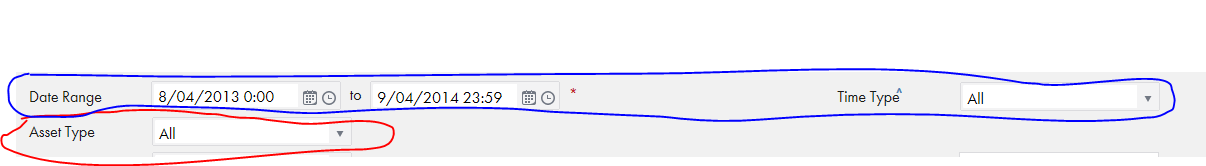 Date Range 8/04/2013 0:00 to 9/04/2014 23:59 * Time Type^ All
Asset Type All